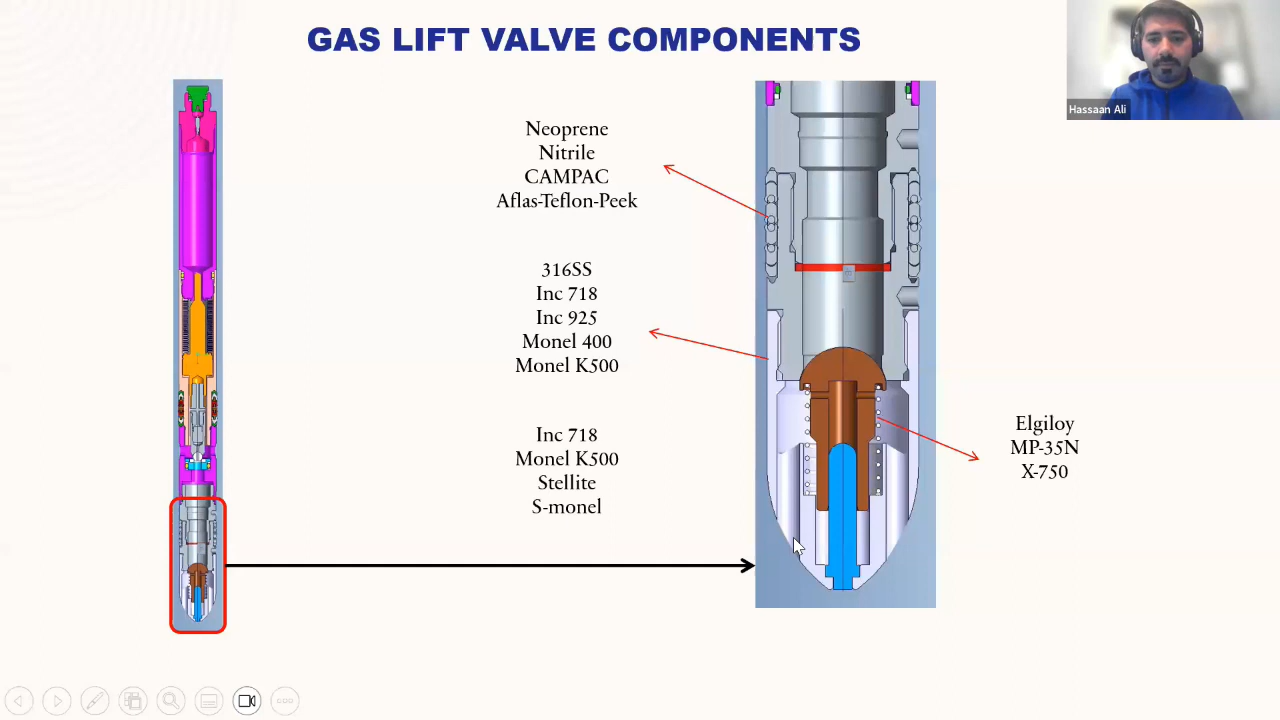 GAS LIFT VALVE COMPONENTS
Hassaan Ali
Neoprene
Nitrile
CAMPAC
Aflas-Teflon-Peek
316SS
Inc 718
Inc 925
Monel 400
Monel K500
Inc 718
Monel K500
Stellite
S-monel
Elgiloy
MP-35N
X-750